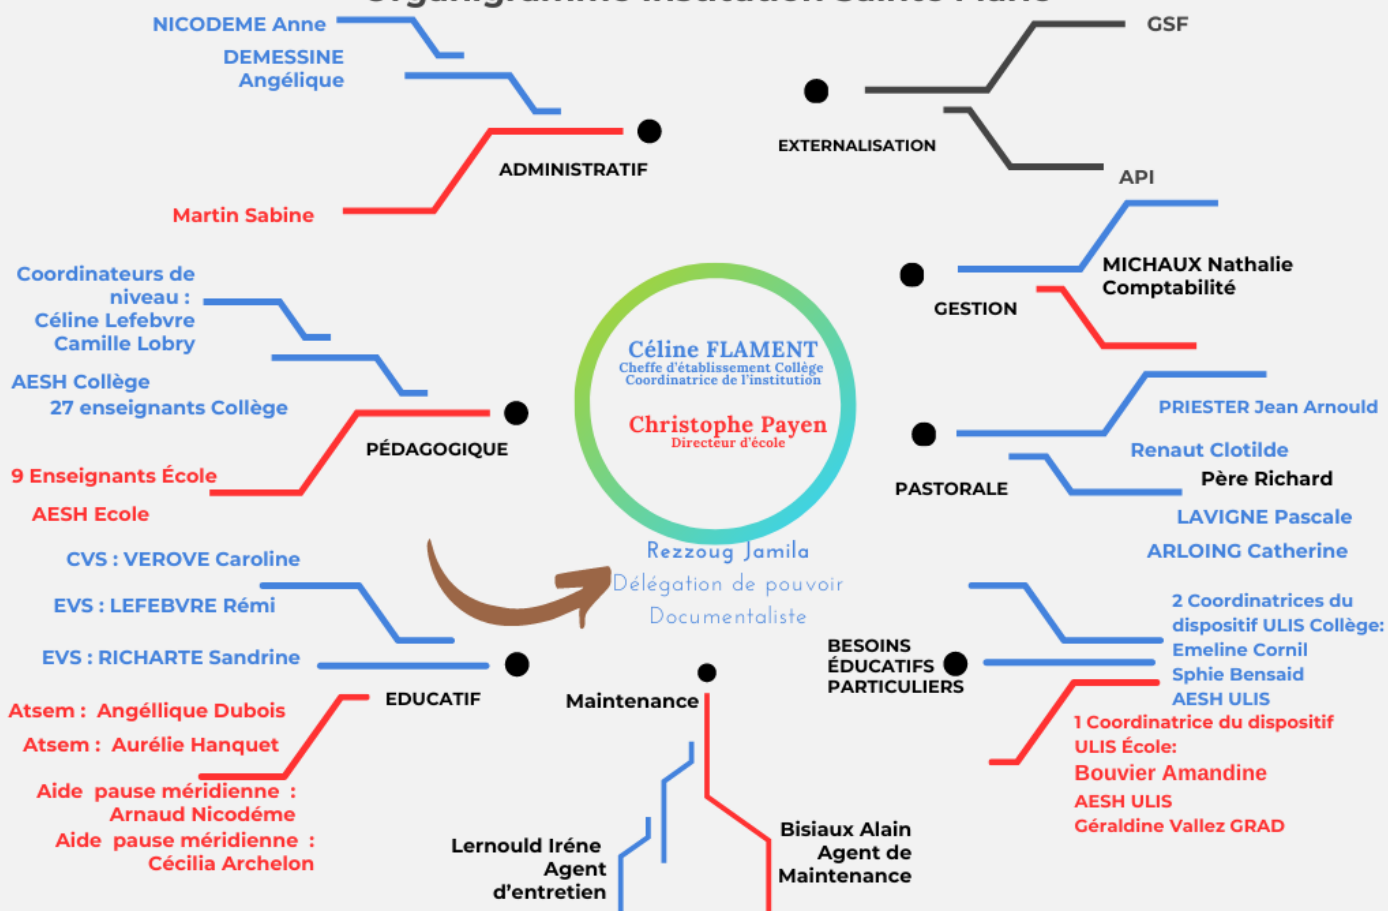 Organigramme Institution Sainte Marie
NICODEME Anne
DEMESSINE
Angélique
ADMINISTRATIF
Martin Sabine
GSF
EXTERNALISATION
API
MICHAUX Nathalie
Comptabilité
GESTION
Coordinateurs de
niveau :
Céline Lefebvre
Camille Lobry
AESH Collège
27 enseignants Collège
PÉDAGOGIQUE
9 Enseignants École
AESH Ecole
Céline FLAMENT
Cheffe d'établissement Collège
Coordinatrice de l'institution
Christophe Payen
Directeur d'école
PRIESTER Jean Arnould
Renaut Clotilde
Père Richard
PASTORALE
LAVIGNE Pascale
ARLOING Catherine
Rezzoug Jamila
Délégation de pouvoir
Documentaliste
CVS : VEROVE Caroline
EVS : LEFEBVRE Rémi
EVS : RICHARTE Sandrine
EDUCATIF
Atsem : Angéllique Dubois
Atsem : Aurélie Hanquet
Aide pause méridienne :
Arnaud Nicodéme
Aide pause méridienne :
Cécilia Archelon
Maintenance
Lernould Iréne
Agent
d'entretien
Bisiaux Alain
Agent de
Maintenance
BESOINS
ÉDUCATIFS
PARTICULIERS
2 Coordinatrices du
dispositif ULIS Collège:
Emeline Cornil
Sphie Bensaid
AESH ULIS
1 Coordinatrice du dispositif
ULIS École:
Bouvier Amandine
AESH ULIS
Géraldine Vallez GRAD